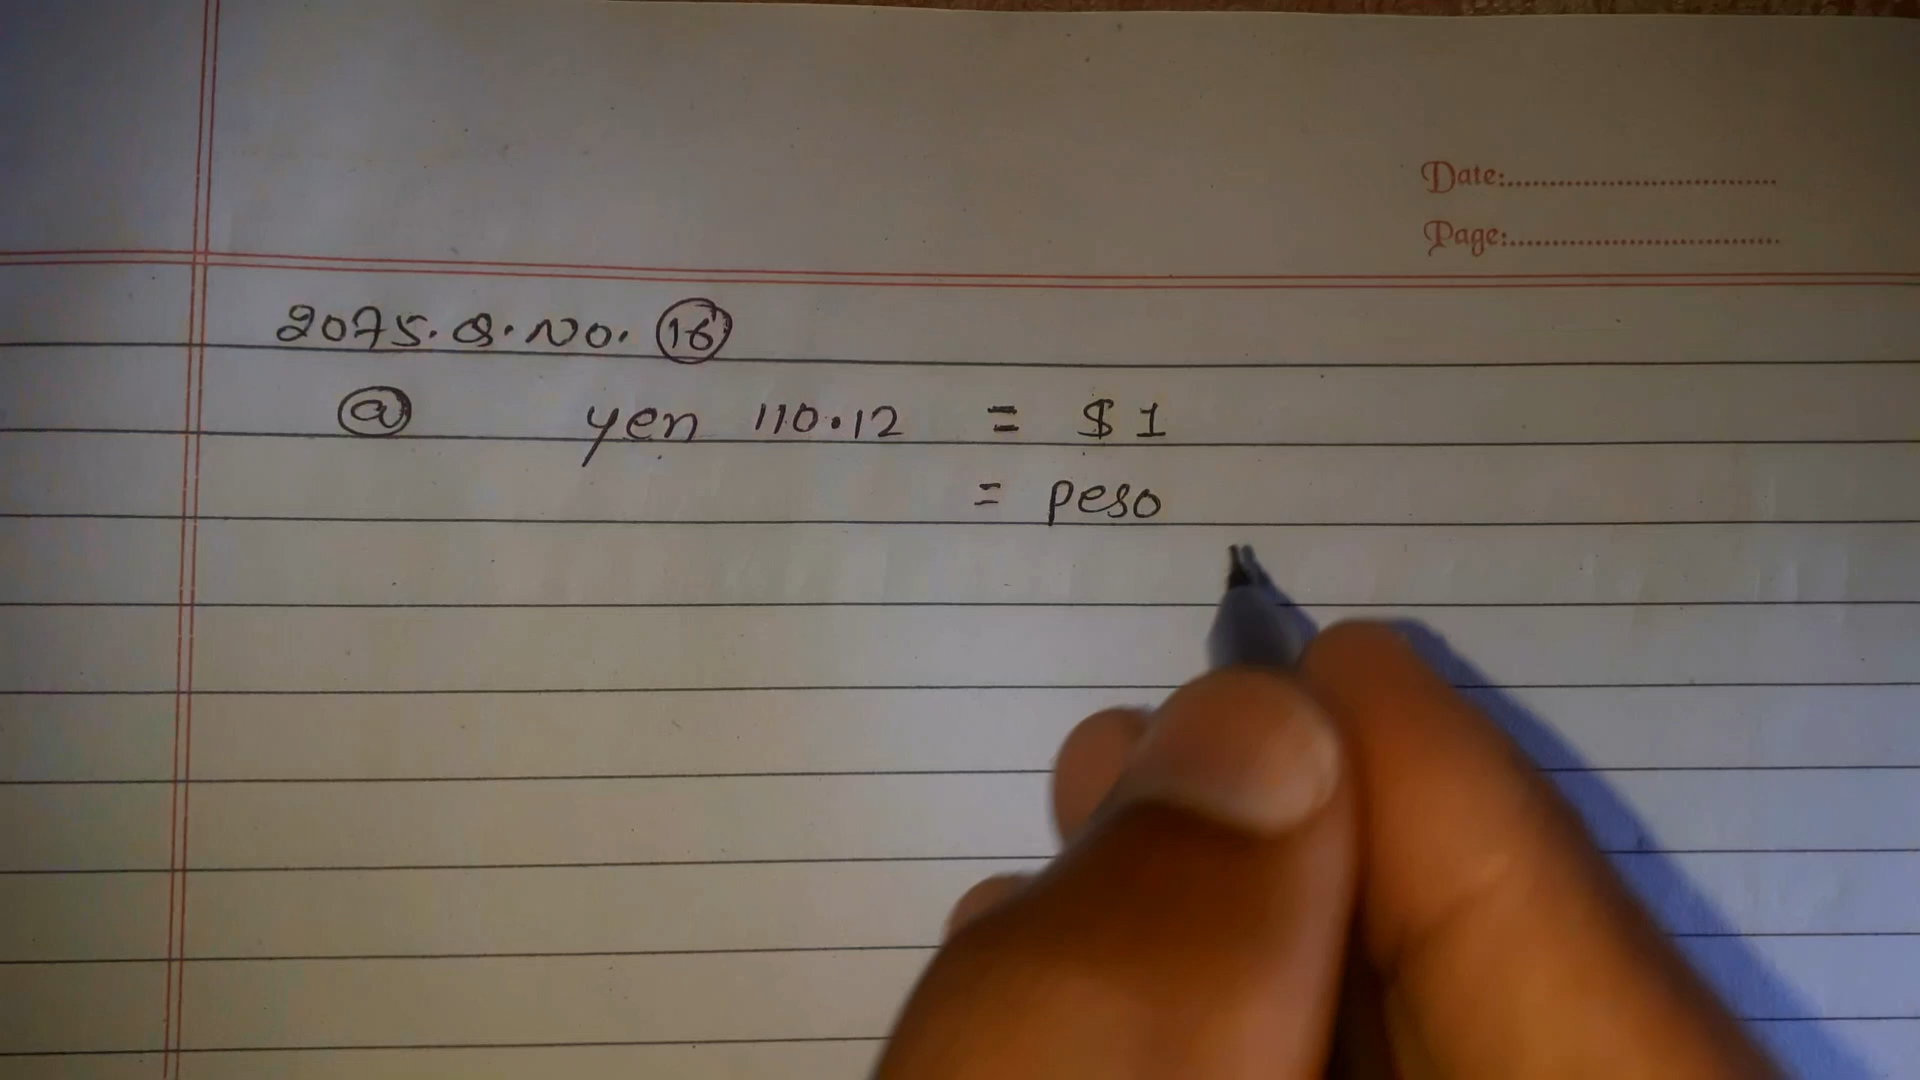 Date:
Page:
2075. Q. No. 16
a yen 110.12 = $ 1
= peso